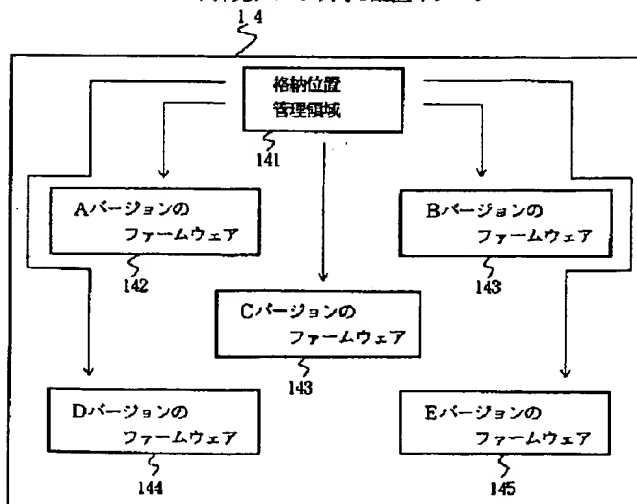 14
格納位置
管理領域
141
Aバージョンの
ファームウェア
142
Bバージョンの
ファームウェア
143
Cバージョンの
ファームウェア
143
Dバージョンの
ファームウェア
144
Eバージョンの
ファームウェア
145